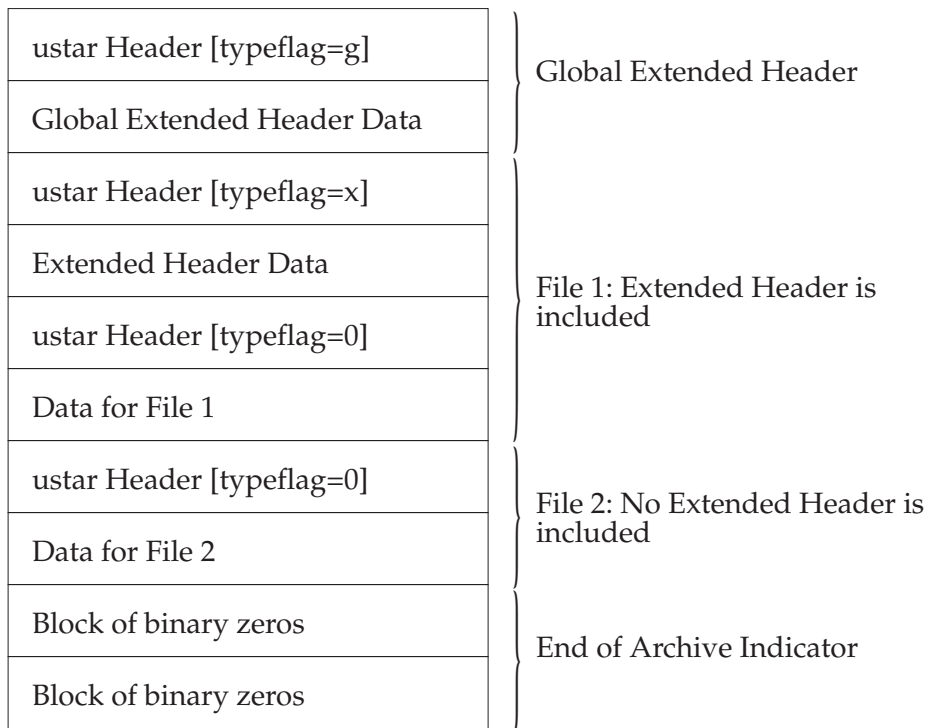 ustar Header [typeflag=g]
Global Extended Header Data
Global Extended Header
ustar Header [typeflag=x]
Extended Header Data
ustar Header [typeflag=0]
Data for File 1
File 1: Extended Header is
included
ustar Header [typeflag=0]
Data for File 2
File 2: No Extended Header is
included
Block of binary zeros
Block of binary zeros
End of Archive Indicator